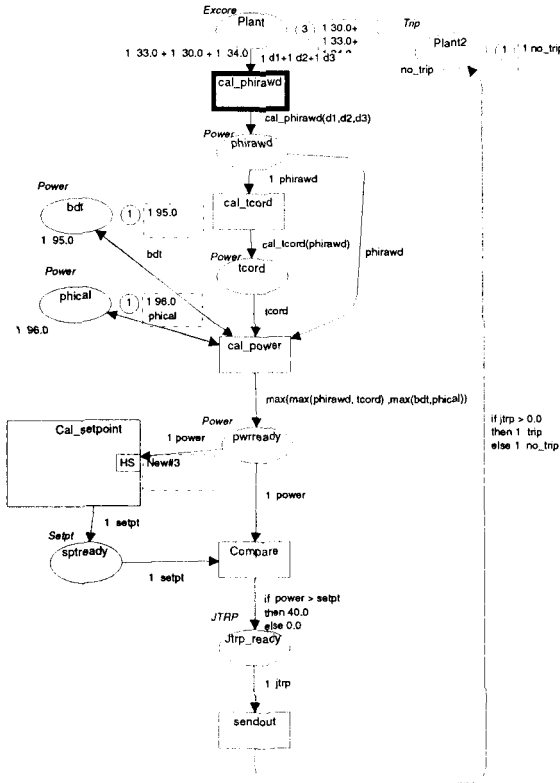 Excore
Plant
3
1 30.0+
1 33.0+
1 33.0 + 1 30.0 + 1 34.0
1 d1+1 d2+1 d3
Trip
Plant2
1
1 no_trip
no_trip
cal_phirawd
cal_phirawd(d1,d2,d3)
Power
phirawd
1 phirawd
Power
bdt
1
1 95.0
1 95.0
cal_tcord
bdt
cal_tcord(phirawd)
phirawd
Power
tcord
Power
phical
1
1 96.0
phical
1 96.0
tcord
cal_power
max(max(phirawd, tcord) ,max(bdt,phical))
if jtrp > 0.0
then 1 trip
else 1 no_trip
Cal_setpoint
Power
1 power
pwrready
HS
New#3
1 power
1 setpt
Setpt
sptready
1 setpt
Compare
if power > setpt
then 40.0
else 0.0
JTRP
Jtrp_ready
1 jtrp
sendout